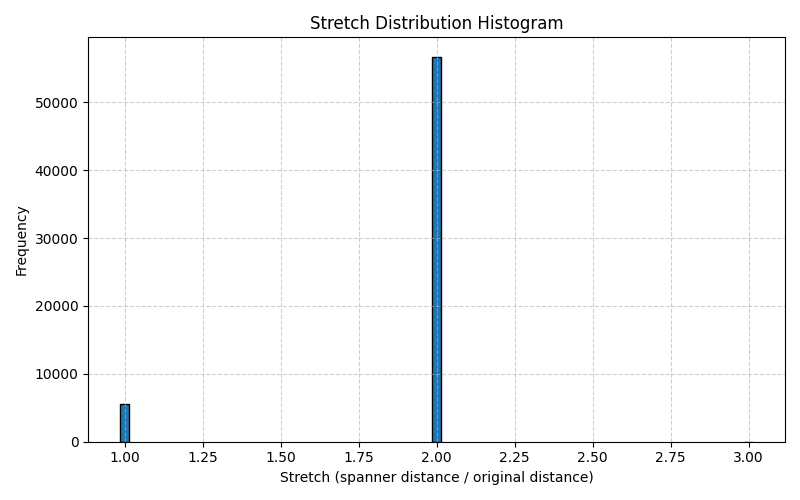 Stretch Distribution Histogram
Frequency
50000
40000
30000
20000
10000
0
1.00 1.25 1.50 1.75 2.00 2.25 2.50 2.75 3.00
Stretch (spanner distance / original distance)